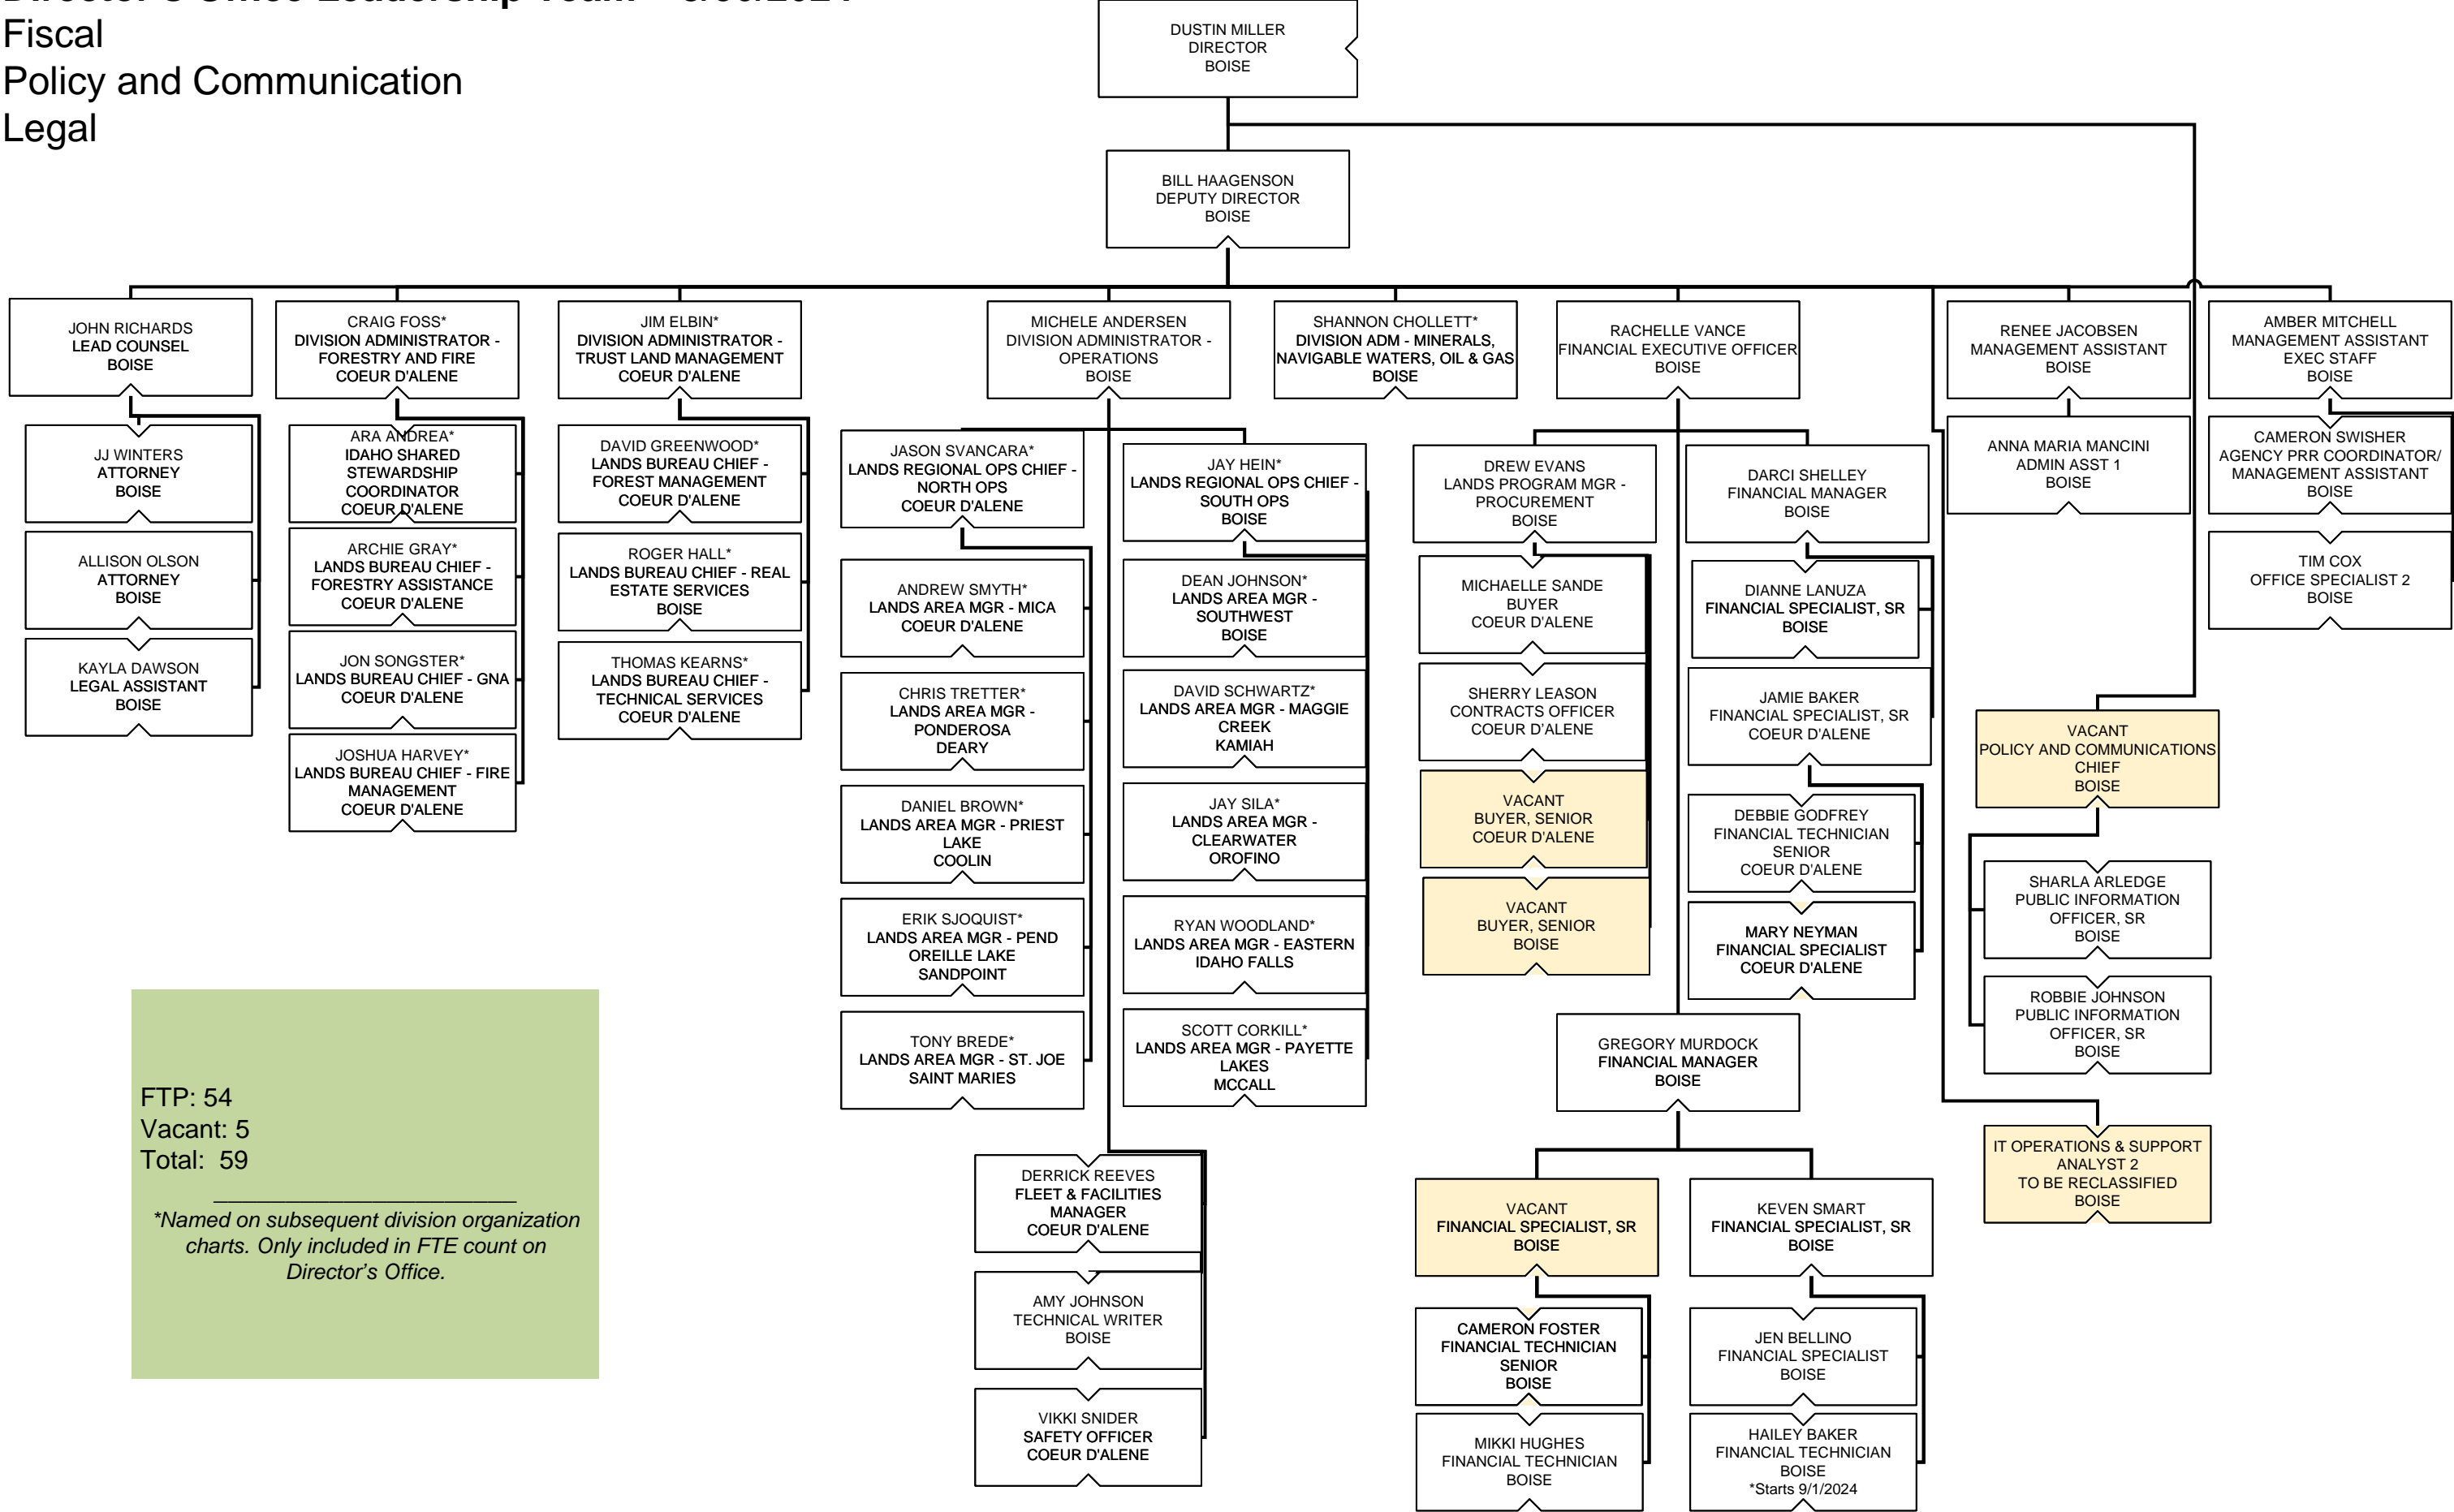 Fiscal
Policy and Communication
Legal
DUSTIN MILLER
DIRECTOR
BOISE
BILL HAAGENSON
DEPUTY DIRECTOR
BOISE
JOHN RICHARDS
LEAD COUNSEL
BOISE
CRAIG FOSS*
DIVISION ADMINISTRATOR -
FORESTRY AND FIRE
COEUR D'ALENE
JIM ELBIN*
DIVISION ADMINISTRATOR -
TRUST LAND MANAGEMENT
COEUR D'ALENE
MICHELE ANDERSEN
DIVISION ADMINISTRATOR -
OPERATIONS
BOISE
SHANNON CHOLLETT*
DIVISION ADM - MINERALS,
NAVIGABLE WATERS, OIL & GAS
BOISE
RACHELLE VANCE
FINANCIAL EXECUTIVE OFFICER
BOISE
RENEE JACOBSEN
MANAGEMENT ASSISTANT
BOISE
AMBER MITCHELL
MANAGEMENT ASSISTANT
EXEC STAFF
BOISE
JJ WINTERS
ATTORNEY
BOISE
ALLISON OLSON
ATTORNEY
BOISE
KAYLA DAWSON
LEGAL ASSISTANT
BOISE
ARA ANDREA*
IDAHO SHARED
STEWARDSHIP
COORDINATOR
COEUR D'ALENE
ARCHIE GRAY*
LANDS BUREAU CHIEF -
FORESTRY ASSISTANCE
COEUR D'ALENE
JON SONGSTER*
LANDS BUREAU CHIEF - GNA
COEUR D'ALENE
JOSHUA HARVEY*
LANDS BUREAU CHIEF - FIRE
MANAGEMENT
COEUR D'ALENE
DAVID GREENWOOD*
LANDS BUREAU CHIEF -
FOREST MANAGEMENT
COEUR D'ALENE
ROGER HALL*
LANDS BUREAU CHIEF - REAL
ESTATE SERVICES
BOISE
THOMAS KEARNS*
LANDS BUREAU CHIEF -
TECHNICAL SERVICES
COEUR D'ALENE
JASON SVANCARA*
LANDS REGIONAL OPS CHIEF -
NORTH OPS
COEUR D'ALENE
ANDREW SMYTH*
LANDS AREA MGR - MICA
COEUR D'ALENE
CHRIS TRETTER*
LANDS AREA MGR -
PONDEROSA
DEARY
DANIEL BROWN*
LANDS AREA MGR - PRIEST
LAKE
COOLIN
ERIK SJOQUIST*
LANDS AREA MGR - PEND
OREILLE LAKE
SANDPOINT
TONY BREDE*
LANDS AREA MGR - ST. JOE
SAINT MARIES
JAY HEIN*
LANDS REGIONAL OPS CHIEF -
SOUTH OPS
BOISE
DEAN JOHNSON*
LANDS AREA MGR -
SOUTHWEST
BOISE
DAVID SCHWARTZ*
LANDS AREA MGR - MAGGIE
CREEK
KAMIAH
JAY SILA*
LANDS AREA MGR -
CLEARWATER
OROFINO
RYAN WOODLAND*
LANDS AREA MGR - EASTERN
IDAHO FALLS
SCOTT CORKILL*
LANDS AREA MGR - PAYETTE
LAKES
MCCALL
DERRICK REEVES
FLEET & FACILITIES
MANAGER
COEUR D'ALENE
AMY JOHNSON
TECHNICAL WRITER
BOISE
VIKKI SNIDER
SAFETY OFFICER
COEUR D'ALENE
DREW EVANS
LANDS PROGRAM MGR -
PROCUREMENT
BOISE
MICHAELLE SANDE
BUYER
COEUR D'ALENE
SHERRY LEASON
CONTRACTS OFFICER
COEUR D’ALENE
VACANT
BUYER, SENIOR
COEUR D'ALENE
VACANT
BUYER, SENIOR
BOISE
DARCI SHELLEY
FINANCIAL MANAGER
BOISE
DIANNE LANUZA
FINANCIAL SPECIALIST, SR
BOISE
JAMIE BAKER
FINANCIAL SPECIALIST, SR
COEUR D'ALENE
DEBBIE GODFREY
FINANCIAL TECHNICIAN
SENIOR
COEUR D'ALENE
MARY NEYMAN
FINANCIAL SPECIALIST
COEUR D'ALENE
GREGORY MURDOCK
FINANCIAL MANAGER
BOISE
VACANT
FINANCIAL SPECIALIST, SR
BOISE
CAMERON FOSTER
FINANCIAL TECHNICIAN
SENIOR
BOISE
MIKKI HUGHES
FINANCIAL TECHNICIAN
BOISE
KEVEN SMART
FINANCIAL SPECIALIST, SR
BOISE
JEN BELLINO
FINANCIAL SPECIALIST
BOISE
HAILEY BAKER
FINANCIAL TECHNICIAN
BOISE
*Starts 9/1/2024
ANNA MARIA MANCINI
ADMIN ASST 1
BOISE
CAMERON SWISHER
AGENCY PRR COORDINATOR/
MANAGEMENT ASSISTANT
BOISE
TIM COX
OFFICE SPECIALIST 2
BOISE
VACANT
POLICY AND COMMUNICATIONS
CHIEF
BOISE
SHARLA ARLEDGE
PUBLIC INFORMATION
OFFICER, SR
BOISE
ROBBIE JOHNSON
PUBLIC INFORMATION
OFFICER, SR
BOISE
IT OPERATIONS & SUPPORT
ANALYST 2
TO BE RECLASSIFIED
BOISE
FTP: 54
Vacant: 5
Total: 59
*Named on subsequent division organization
charts. Only included in FTE count on
Director’s Office.